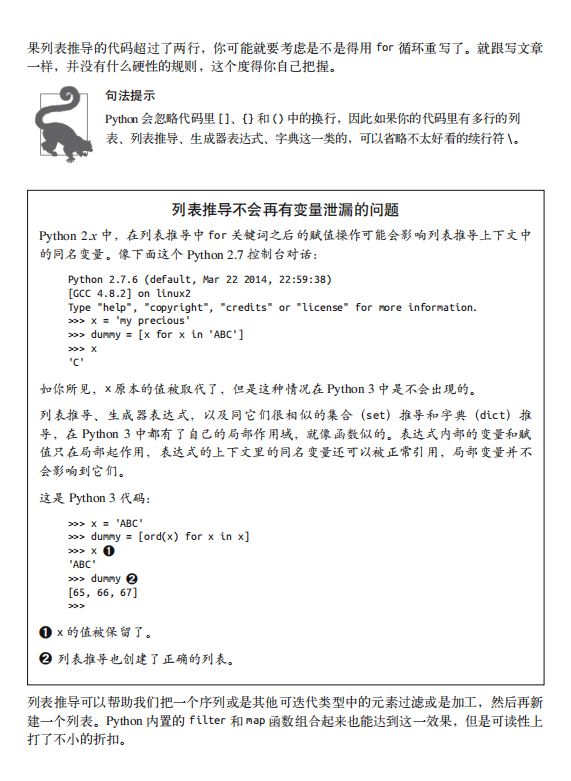 果列表推导的代码超过了两行，你可能就要考虑是不是得用 for 循环重写了。就跟写文章
一样，并没有什么硬性的规则，这个度得你自己把握。
句法提示
Python 会忽略代码里 []、{} 和 () 中的换行，因此如果你的代码里有多行的列
表、列表推导、生成器表达式、字典这一类的，可以省略不太好看的续行符 \。
列表推导不会再有变量泄漏的问题
Python 2.x 中，在列表推导中 for 关键词之后的赋值操作可能会影响列表推导上下文中
的同名变量。像下面这个 Python 2.7 控制台对话：
Python 2.7.6 (default, Mar 22 2014, 22:59:38)
[GCC 4.8.2] on linux2
Type "help", "copyright", "credits" or "license" for more information.
>>> x = 'my precious'
>>> dummy = [x for x in 'ABC']
>>> x
'C'
如你所见，x 原本的值被取代了，但是这种情况在 Python 3 中是不会出现的。
列表推导、生成器表达式，以及同它们很相似的集合（set）推导和字典（dict）推
导，在 Python 3 中都有了自己的局部作用域，就像函数似的。表达式内部的变量和赋
值只在局部起作用，表达式的上下文里的同名变量还可以被正常引用，局部变量并不
会影响到它们。
这是 Python 3 代码：
>>> x = 'ABC'
>>> dummy = [ord(x) for x in x]
>>> x ❶
'ABC'
>>> dummy ❷
[65, 66, 67]
>>>
❶ x 的值被保留了。
❷ 列表推导也创建了正确的列表。
列表推导可以帮助我们把一个序列或是其他可迭代类型中的元素过滤或是加工，然后再新
建一个列表。Python 内置的 filter 和 map 函数组合起来也能达到这一效果，但是可读性上
打了不小的折扣。